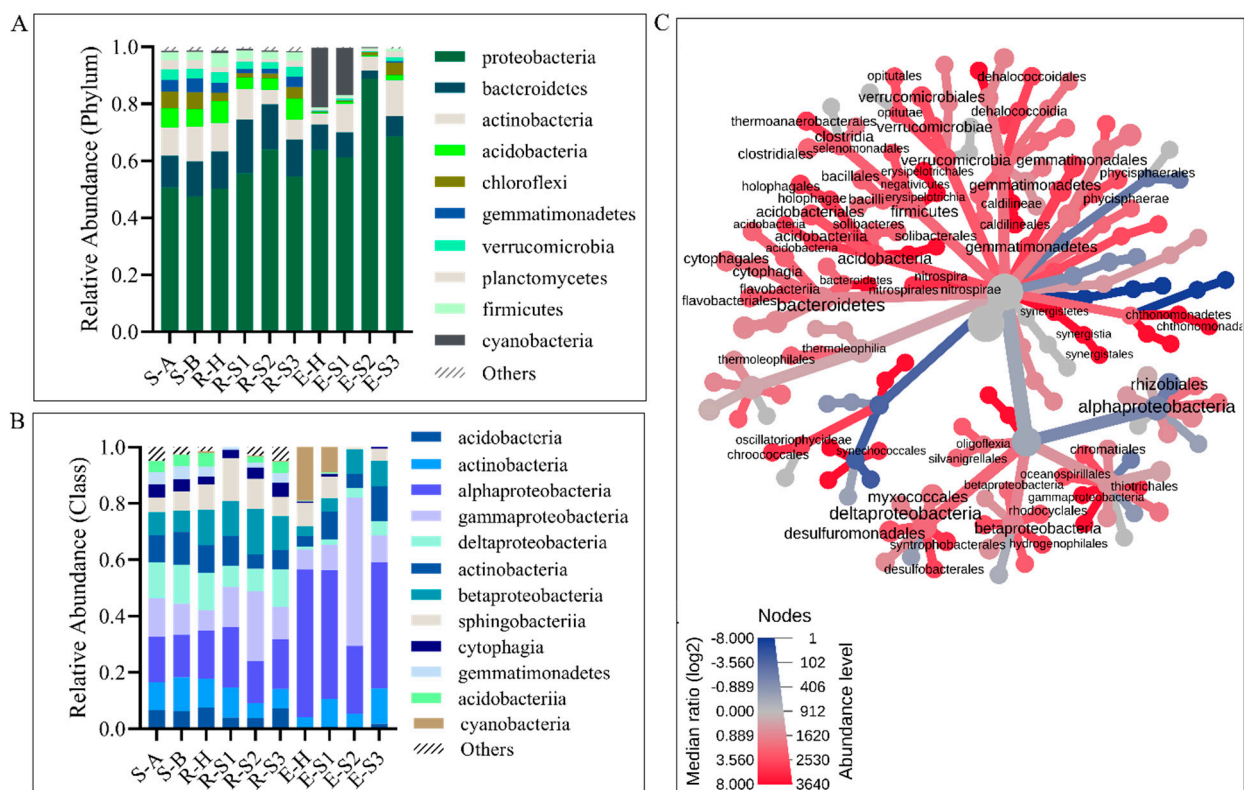 A
Relative Abundance (Phylum)
1.0
0.8
0.6
0.4
0.2
0.0
S-A
S-B
R-H
R-S1
R-S2
R-S3
E-H
E-S1
E-S2
E-S3
proteobacteria
bacteroidetes
actinobacteria
acidobacteria
chloroflexi
gemmatimonadetes
verrucomicrobia
planctomycetes
firmicutes
cyanobacteria
Others
B
Relative Abundance (Class)
1.0
0.8
0.6
0.4
0.2
0.0
S-A
S-B
R-H
R-S1
R-S2
R-S3
E-H
E-S1
E-S2
E-S3
acidobacteria
actinobacteria
alphaproteobacteria
gammaproteobacteria
deltaproteobacteria
actinobacteria
betaproteobacteria
sphingobacteriia
cytophagia
gemmatimonadetes
acidobacteriia
cyanobacteria
Others
C
opitutales
dehalococcoidales
verrucomicrobiales
opitutae
dehalococcoidia
thermoanaerobacterales
verrucomicrobiae
clostridia
selenomonadales
clostridiales
verrucomicrobia
gemmatimonadales
erysipelotrichales
phycisphaerales
bacillales
negativicutes
gemmatimonadetes
holophagales
erysipelotrichia
phycisphaerae
holophagae
bacilli
caldilineae
acidobacteriales
firmicutes
caldilineales
acidobacteria
solibacteres
acidobacteriia
solibacterales
gemmatimonadetes
acidobacteria
cytophagales
acidobacteria
cytophagia
nitrospira
bacteroidetes
flavobacteriia
nitrospirales
nitrospirae
flavobacteriales
bacteroidetes
synergistetes
chthonomonadetes
chthonomonada
synergistia
synergistales
thermoleophilia
thermoleophilales
rhizobiales
alphaproteobacteria
oscillatoriophycideae
chroococcales
synechococcales
oligoflexia
silvanigrellales
chromatiales
oceanospirillales
betaproteobacteria
thiotrichales
gammaproteobacteria
myxococcales
deltaproteobacteria
rhodocyclales
betaproteobacteria
desulfuromonadales
syntrophobacterales
hydrogenophilales
desulfobacterales
Nodes
Median ratio (log2)
Abundance level
-8.000 1
-3.560 102
-0.889 406
0.000 912
0.889 1620
3.560 2530
8.000 3640